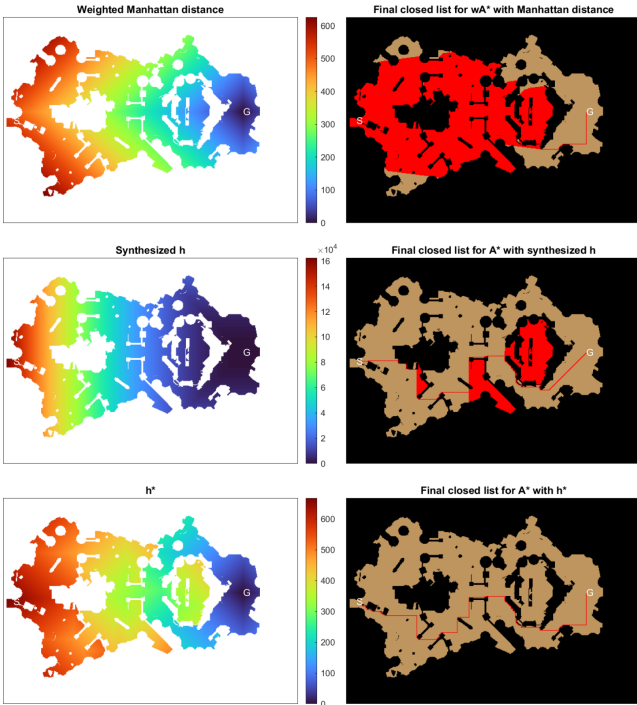 Weighted Manhattan distance
Final closed list for wA* with Manhattan distance
S
G
600
500
400
300
200
100
0
S
G
Synthesized h
Final closed list for A* with synthesized h
×10⁴
S
G
16
14
12
10
8
6
4
2
0
S
G
h*
Final closed list for A* with h*
S
G
600
500
400
300
200
100
0
S
G